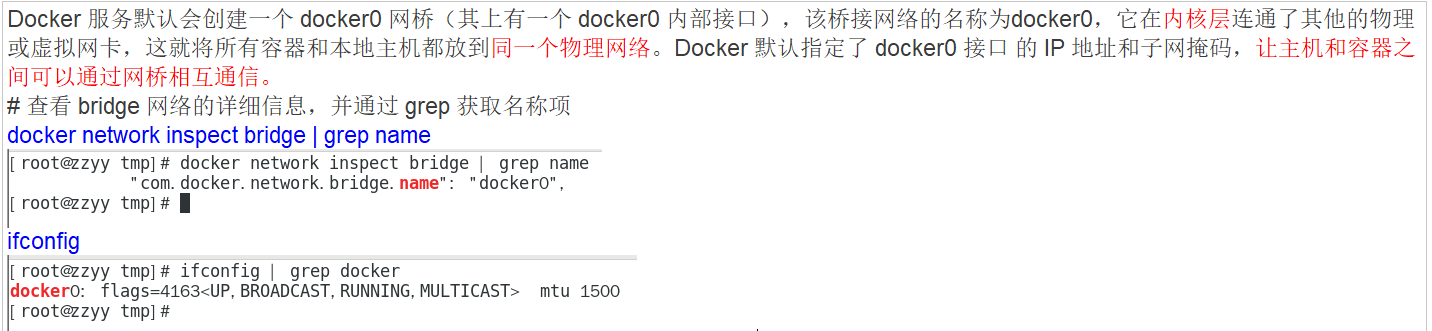 Docker 服务默认会创建一个 docker0 网桥（其上有一个 docker0 内部接口），该桥接网络的名称为docker0，它在内核层连通了其他的物理
或虚拟网卡，这就将所有容器和本地主机都放到同一个物理网络。Docker 默认指定了 docker0 接口 的 IP 地址和子网掩码，让主机和容器之
间可以通过网桥相互通信。
# 查看 bridge 网络的详细信息，并通过 grep 获取名称项
docker network inspect bridge | grep name
[root@zzyy tmp]# docker network inspect bridge | grep name
"com.docker.network.bridge.name": "docker0",
[root@zzyy tmp]#
ifconfig
[root@zzyy tmp]# ifconfig | grep docker
docker0: flags=4163<UP,BROADCAST,RUNNING,MULTICAST>  mtu 1500
[root@zzyy tmp]#